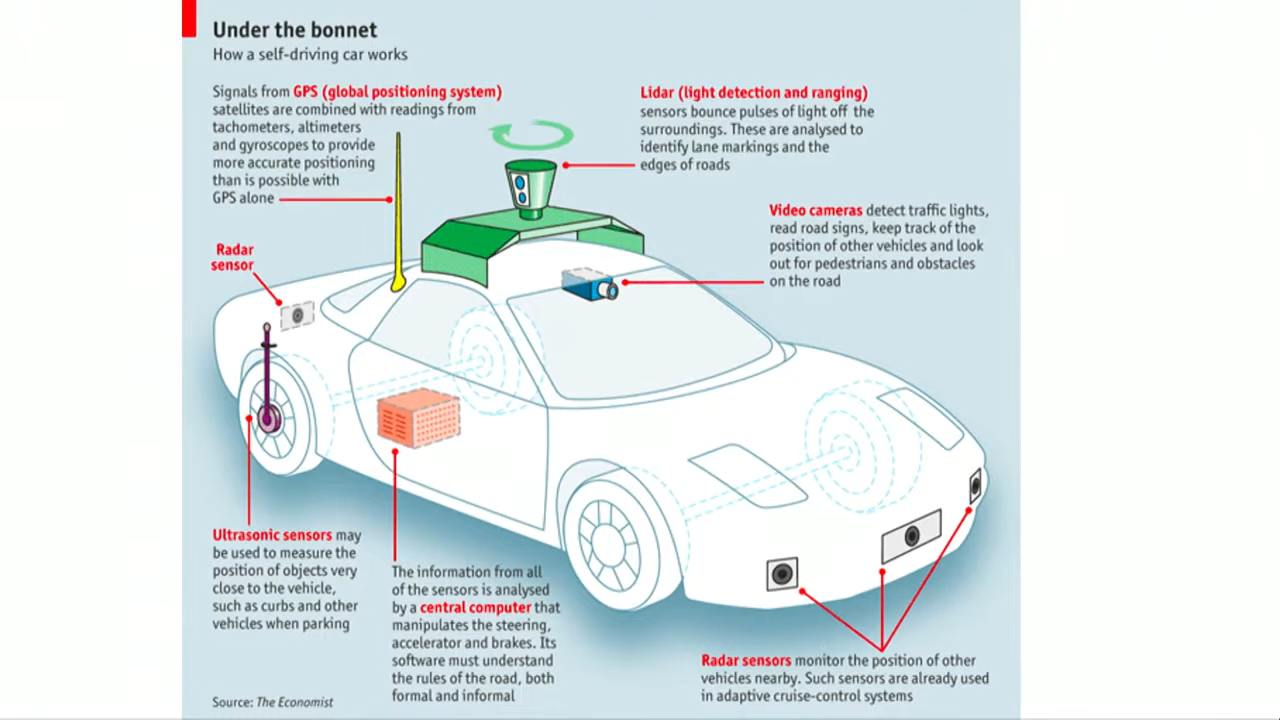 Under the bonnet
How a self-driving car works
Signals from GPS (global positioning system)
satellites are combined with readings from
tachometers, altimeters
and gyroscopes to provide
more accurate positioning
than is possible with
GPS alone
Lidar (light detection and ranging)
sensors bounce pulses of light off the
surroundings. These are analysed to
identify lane markings and the
edges of roads
Video cameras detect traffic lights,
read road signs, keep track of the
position of other vehicles and look
out for pedestrians and obstacles
on the road
Radar
sensor
Ultrasonic sensors may
be used to measure the
position of objects very
close to the vehicle,
such as curbs and other
vehicles when parking
The information from all
of the sensors is analysed
by a central computer that
manipulates the steering,
accelerator and brakes. Its
software must understand
the rules of the road, both
formal and informal
Radar sensors monitor the position of other
vehicles nearby. Such sensors are already used
in adaptive cruise-control systems
Source: The Economist